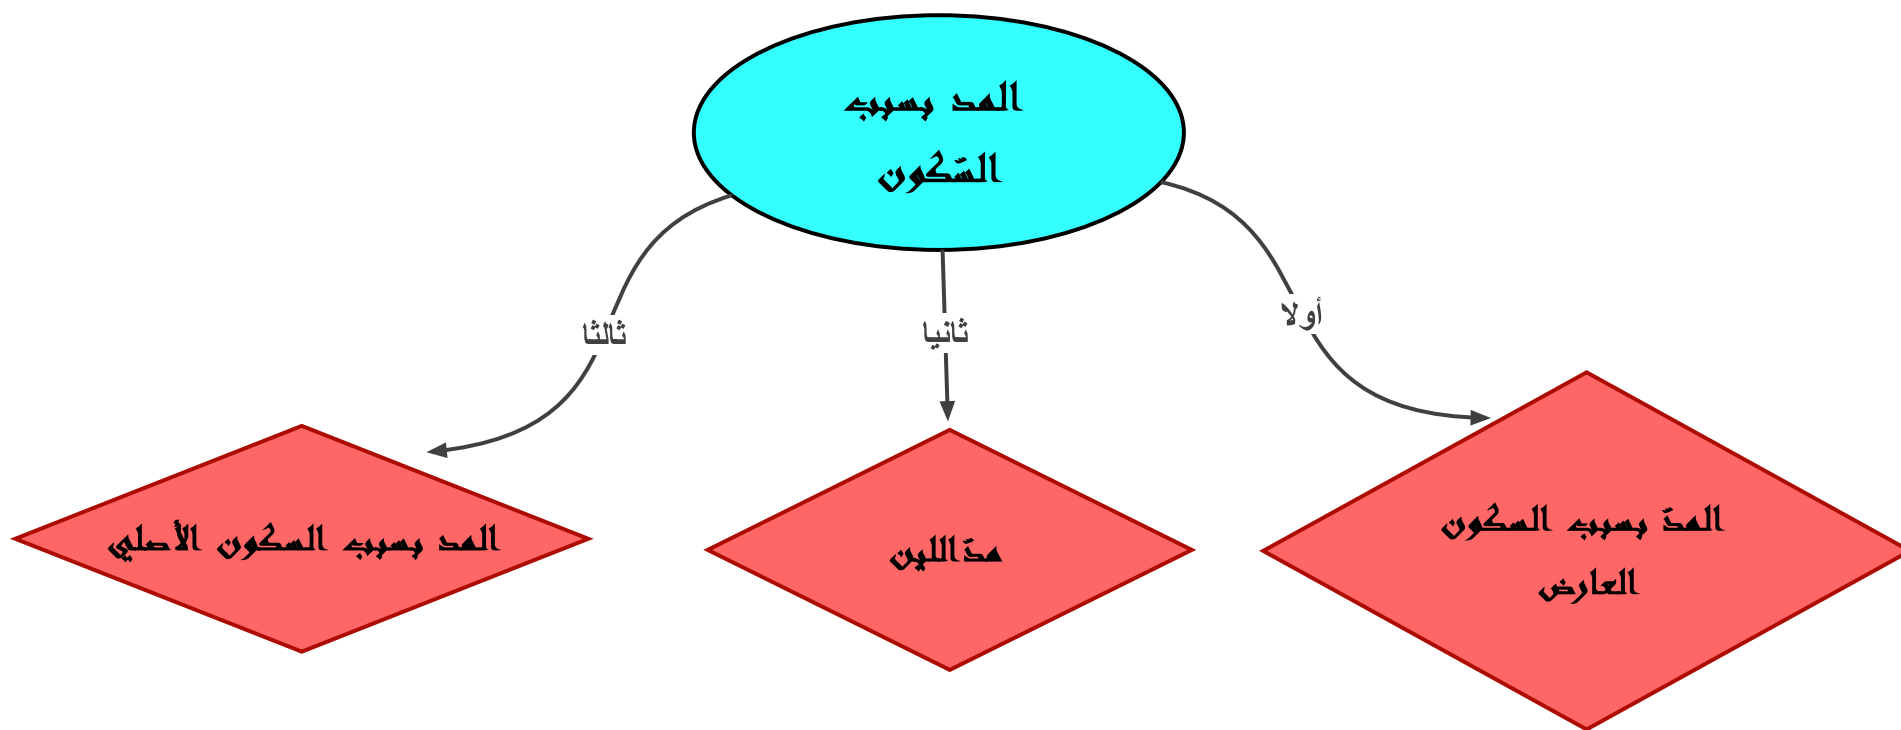 المد بسبب
السّكون
أولا
ثانيا
ثالثا
المدّ بسبب السكون
العارض
مدّاللين
المد بسبب السكون الأصلي